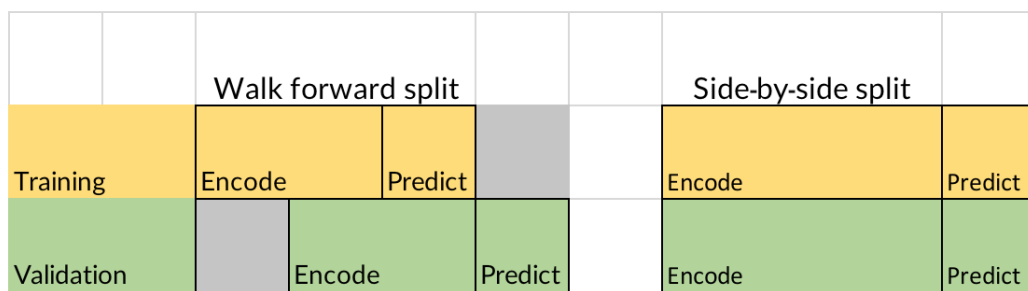 Walk forward split Side-by-side split
Training Encode Predict Encode Predict
Validation Encode Predict Encode Predict